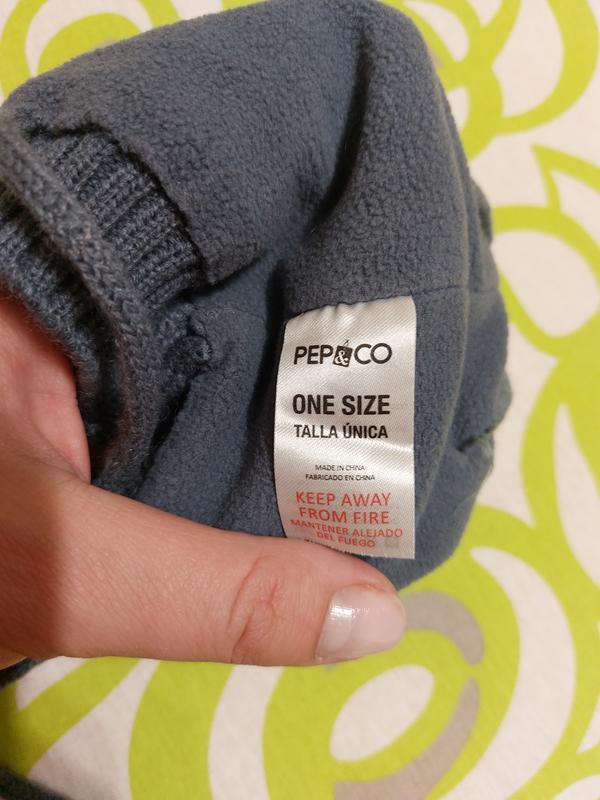 PEP&CO
ONE SIZE
TALLA ÚNICA
MADE IN CHINA
FABRICADO EN CHINA
KEEP AWAY
FROM FIRE
MANTENER ALEJADO
DEL FUEGO